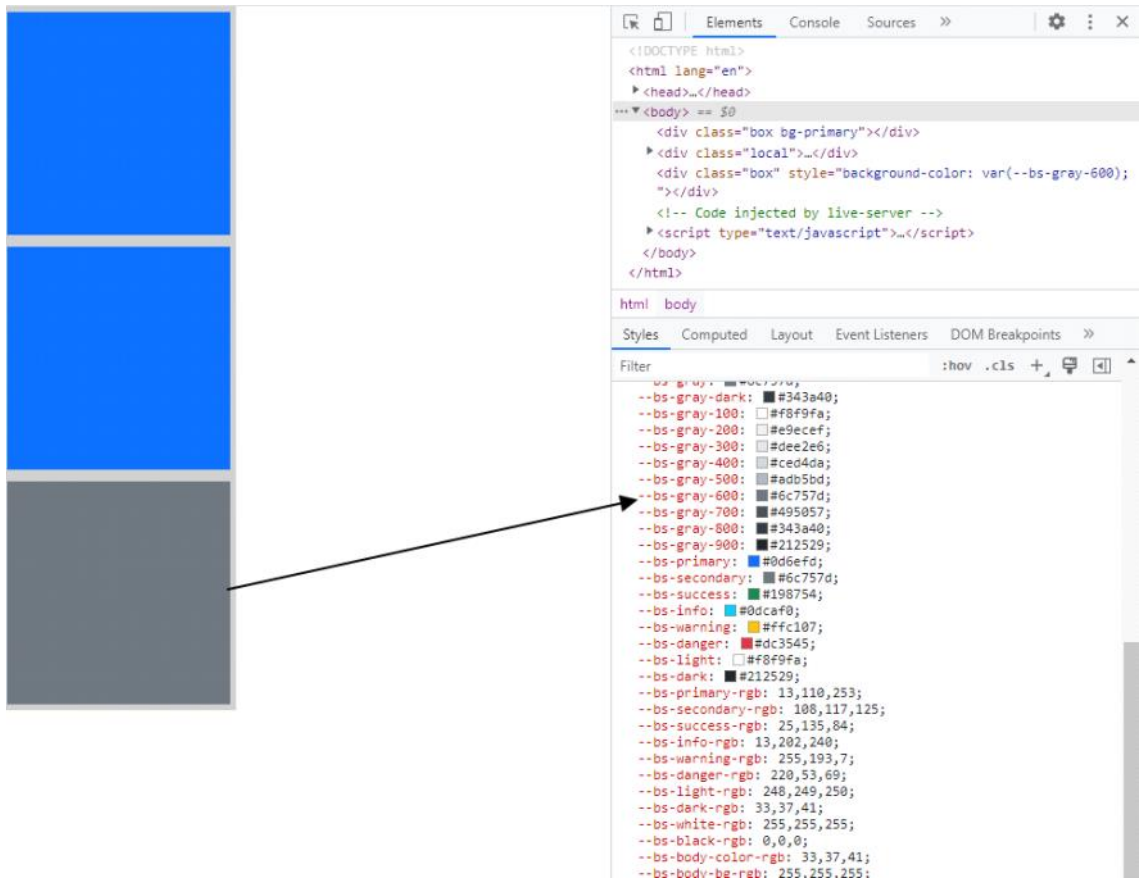 Elements Console Sources »
<!DOCTYPE html>
<html lang="en">
<head>…</head>
<body> == $0
<div class="box bg-primary"></div>
<div class="local">…</div>
<div class="box" style="background-color: var(--bs-gray-600);
"></div>
<!-- Code injected by live-server -->
<script type="text/javascript">…</script>
</body>
</html>
html body
Styles Computed Layout Event Listeners DOM Breakpoints »
Filter :hov .cls +
--bs-gray: #6c757d;
--bs-gray-dark: #343a40;
--bs-gray-100: #f8f9fa;
--bs-gray-200: #e9ecef;
--bs-gray-300: #dee2e6;
--bs-gray-400: #ced4da;
--bs-gray-500: #adb5bd;
--bs-gray-600: #6c757d;
--bs-gray-700: #495057;
--bs-gray-800: #343a40;
--bs-gray-900: #212529;
--bs-primary: #0d6efd;
--bs-secondary: #6c757d;
--bs-success: #198754;
--bs-info: #0dcaf0;
--bs-warning: #ffc107;
--bs-danger: #dc3545;
--bs-light: #f8f9fa;
--bs-dark: #212529;
--bs-primary-rgb: 13,110,253;
--bs-secondary-rgb: 108,117,125;
--bs-success-rgb: 25,135,84;
--bs-info-rgb: 13,202,240;
--bs-warning-rgb: 255,193,7;
--bs-danger-rgb: 220,53,69;
--bs-light-rgb: 248,249,250;
--bs-dark-rgb: 33,37,41;
--bs-white-rgb: 255,255,255;
--bs-black-rgb: 0,0,0;
--bs-body-color-rgb: 33,37,41;
--bs-body-bg-rgb: 255,255,255;